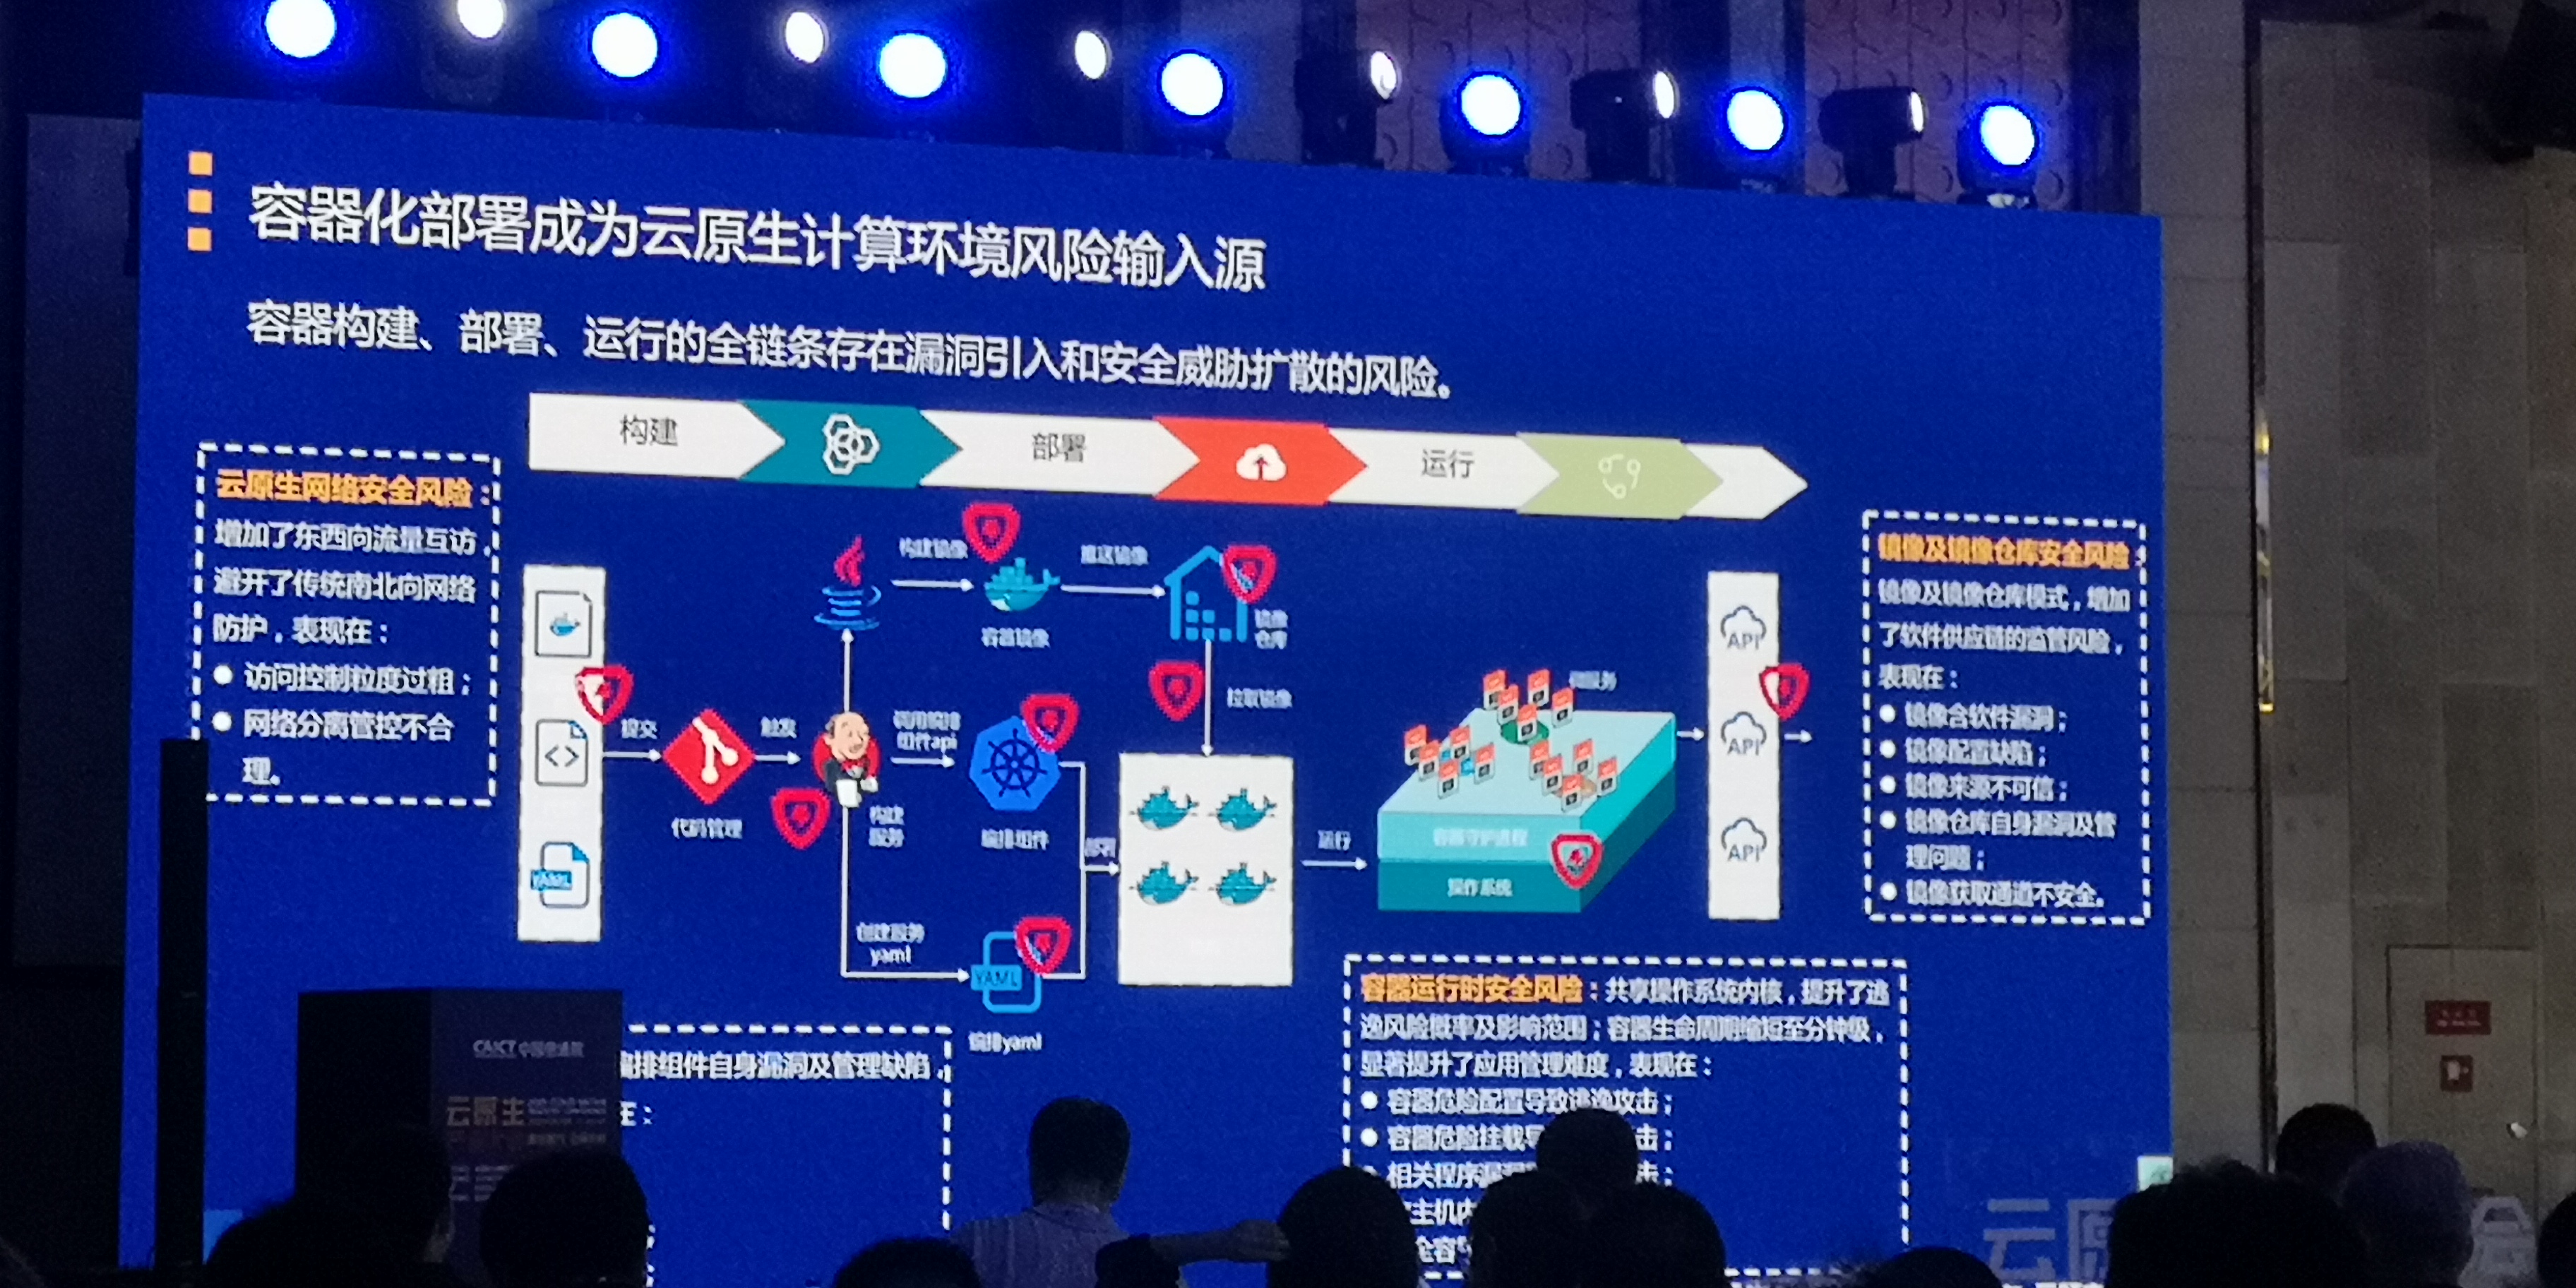 容器化部署成为云原生计算环境风险输入源
容器构建、部署、运行的全链条存在漏洞引入和安全威胁扩散的风险。
构建
部署
运行
云原生网络安全风险：
增加了东西向流量互访，
避开了传统南北向网络
防护，表现在：
访问控制粒度过粗；
网络分离管控不合
理。
YAML
提交
代码管理
触发
构建
服务
构建镜像
容器镜像
推送镜像
镜像
仓库
拉取镜像
调用编排
组件api
编排组件
创建服务
yaml
YAML
编排yaml
部署
运行
微服务
容器守护进程
操作系统
API
API
API
镜像及镜像仓库安全风险：
镜像及镜像仓库模式，增加
了软件供应链的监管风险，
表现在：
镜像含软件漏洞；
镜像配置缺陷；
镜像来源不可信；
镜像仓库自身漏洞及管
理问题；
镜像获取通道不安全。
容器运行时安全风险：共享操作系统内核，提升了逃
逸风险概率及影响范围；容器生命周期缩短至分钟级，
显著提升了应用管理难度，表现在：
容器危险配置导致逃逸攻击；
容器危险挂载导 击；
相关程序漏洞 击；
主机内
全容
编排组件自身漏洞及管理缺陷，
在：
CAICT 中国信通院
云原生
云原 会